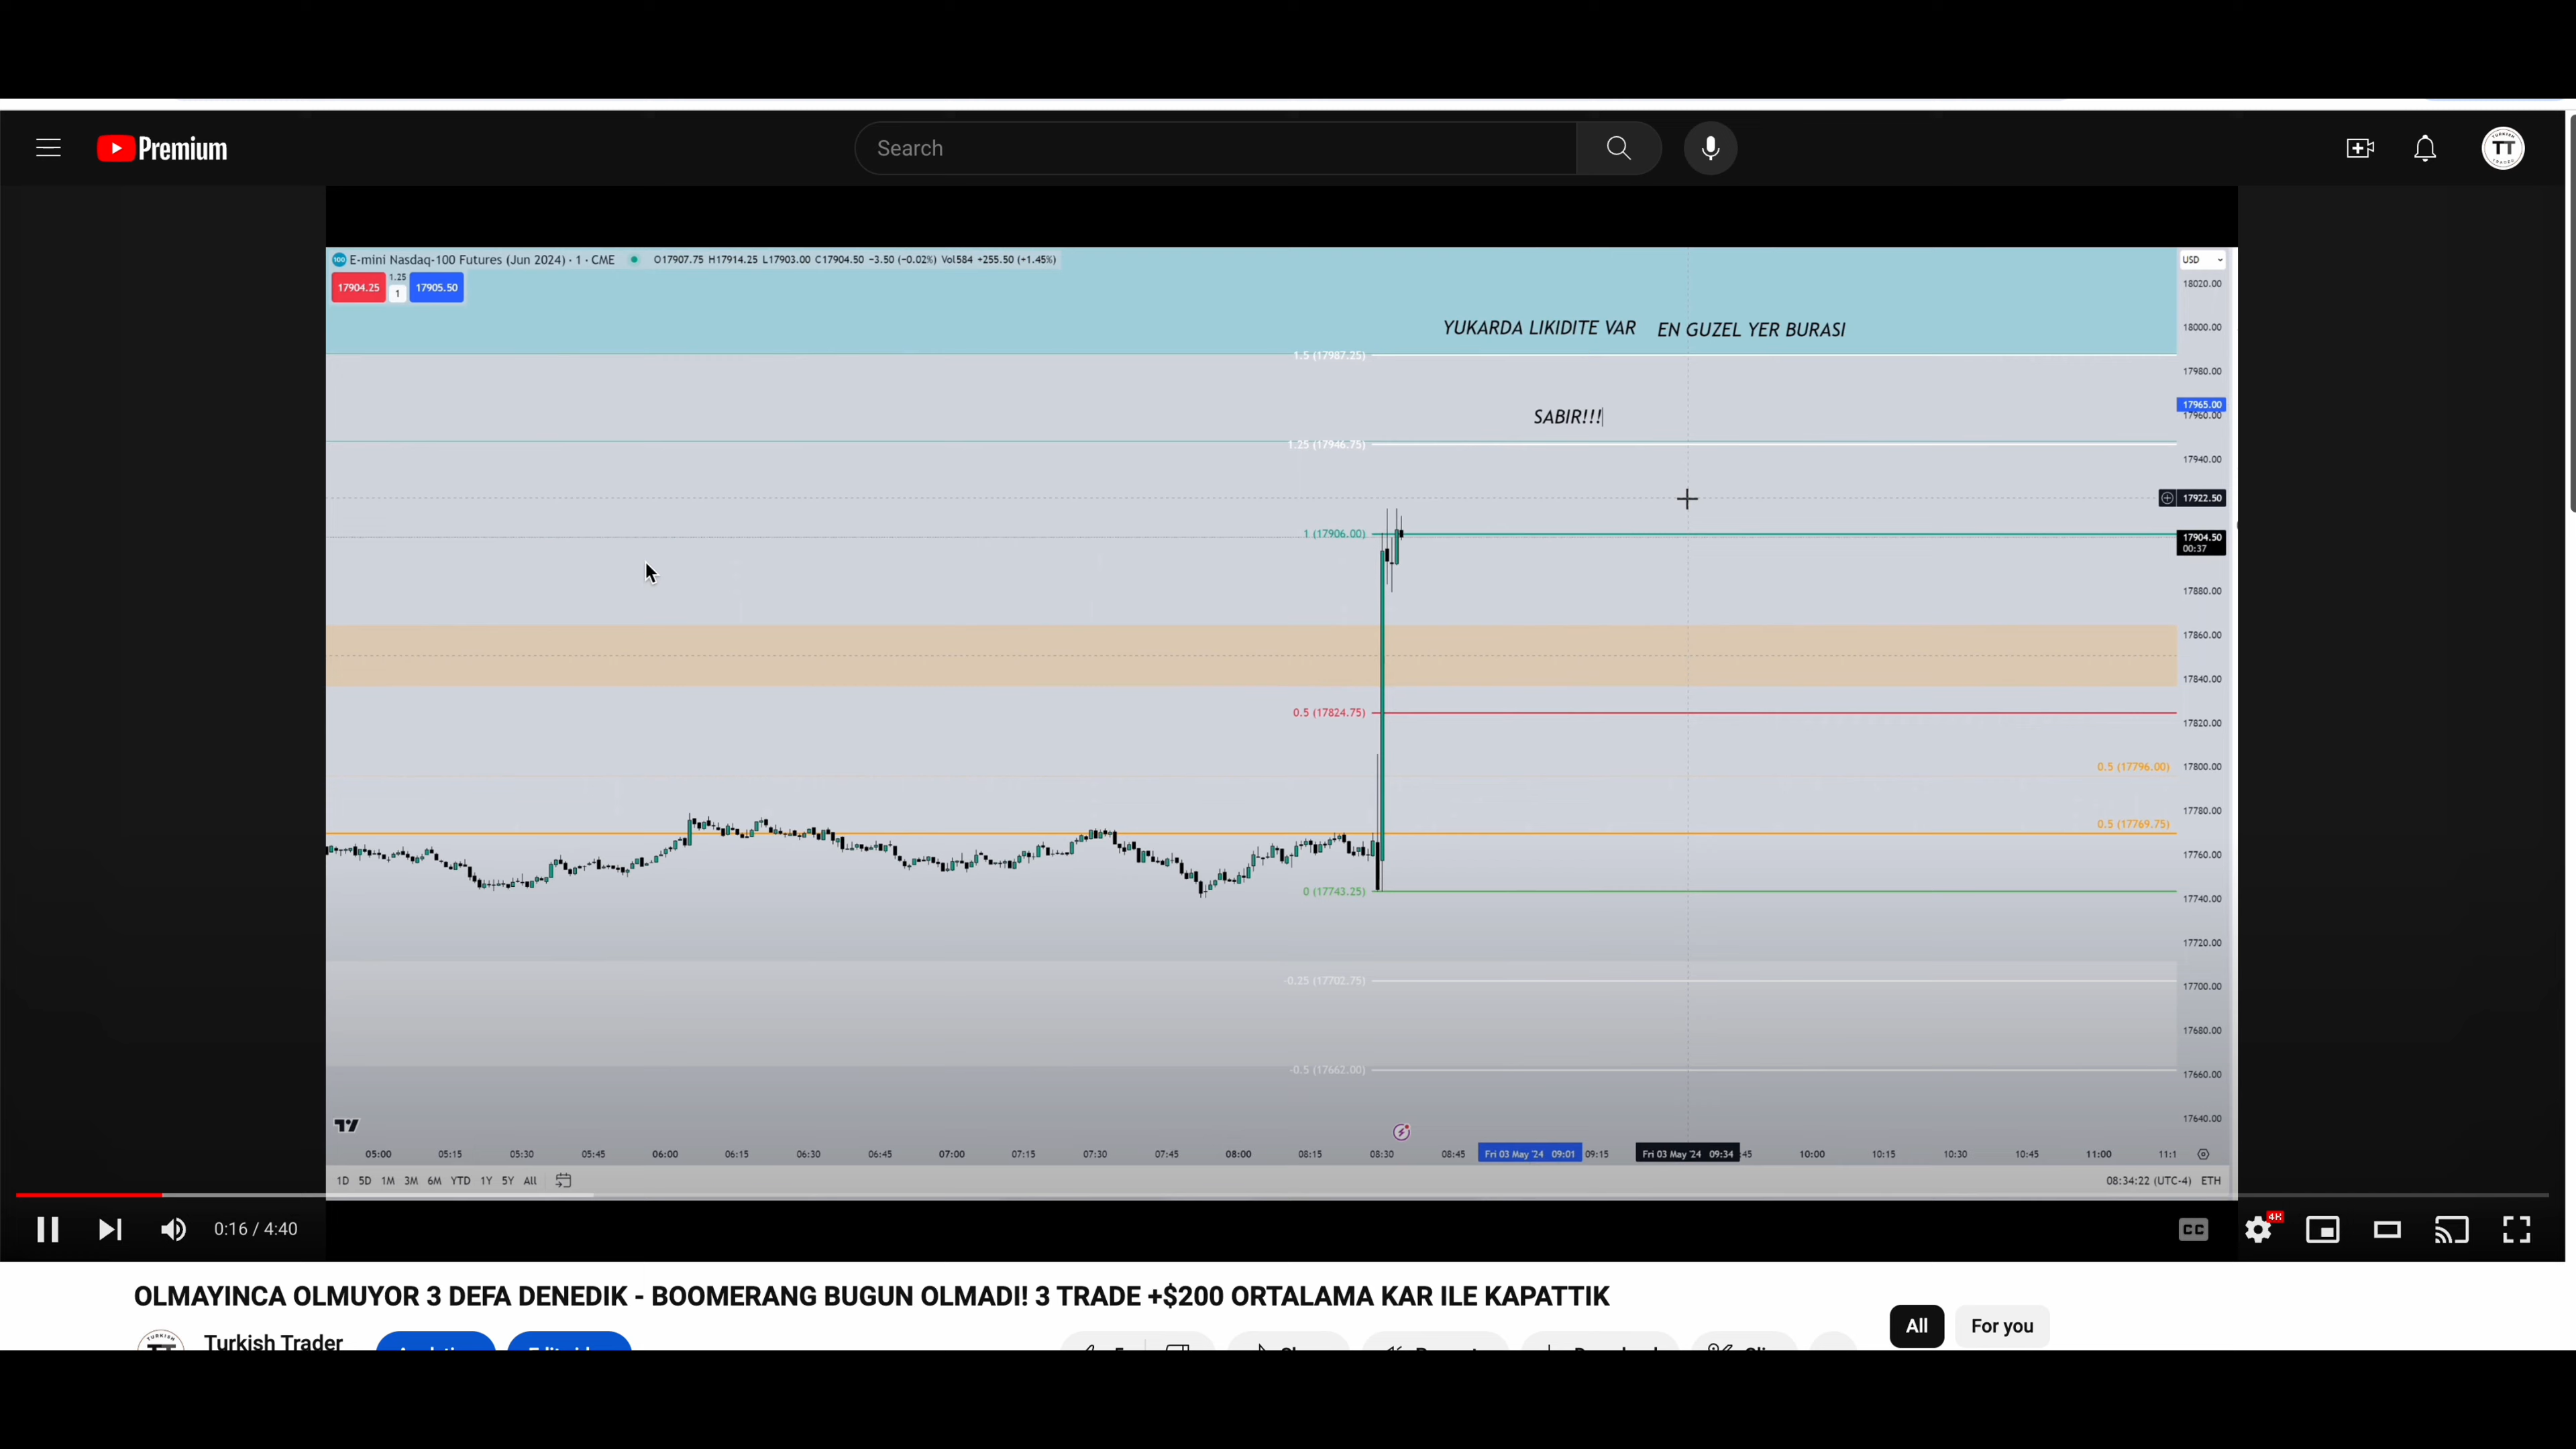 Premium
Search
E-mini Nasdaq-100 Futures (Jun 2024) · 1 · CME O17907.75 H17914.25 L17903.00 C17904.50 −3.50 (−0.02%) Vol584 +255.50 (+1.45%)
USD
17904.25 1.25 1 17905.50
18020.00
YUKARDA LIKIDITE VAR EN GUZEL YER BURASI
18000.00
1.5 (17987.25)
17980.00
17965.00
17960.00
SABIR!!!
1.25 (17946.75)
17940.00
17922.50
1 (17906.00)
17904.50
00:37
17880.00
17860.00
17840.00
0.5 (17824.75)
17820.00
0.5 (17796.00)
17800.00
17780.00
0.5 (17769.75)
17760.00
0 (17743.25)
17740.00
17720.00
-0.25 (17702.75)
17700.00
17680.00
-0.5 (17662.00)
17660.00
17640.00
05:00 05:15 05:30 05:45 06:00 06:15 06:30 06:45 07:00 07:15 07:30 07:45 08:00 08:15 08:30 08:45 Fri 03 May '24 09:01 09:15 Fri 03 May '24 09:34 :45 10:00 10:15 10:30 10:45 11:00 11:1
1D 5D 1M 3M 6M YTD 1Y 5Y All
08:34:22 (UTC-4) ETH
0:16 / 4:40
CC
OLMAYINCA OLMUYOR 3 DEFA DENEDIK - BOOMERANG BUGUN OLMADI! 3 TRADE +$200 ORTALAMA KAR ILE KAPATTIK
All For you
Turkish Trader